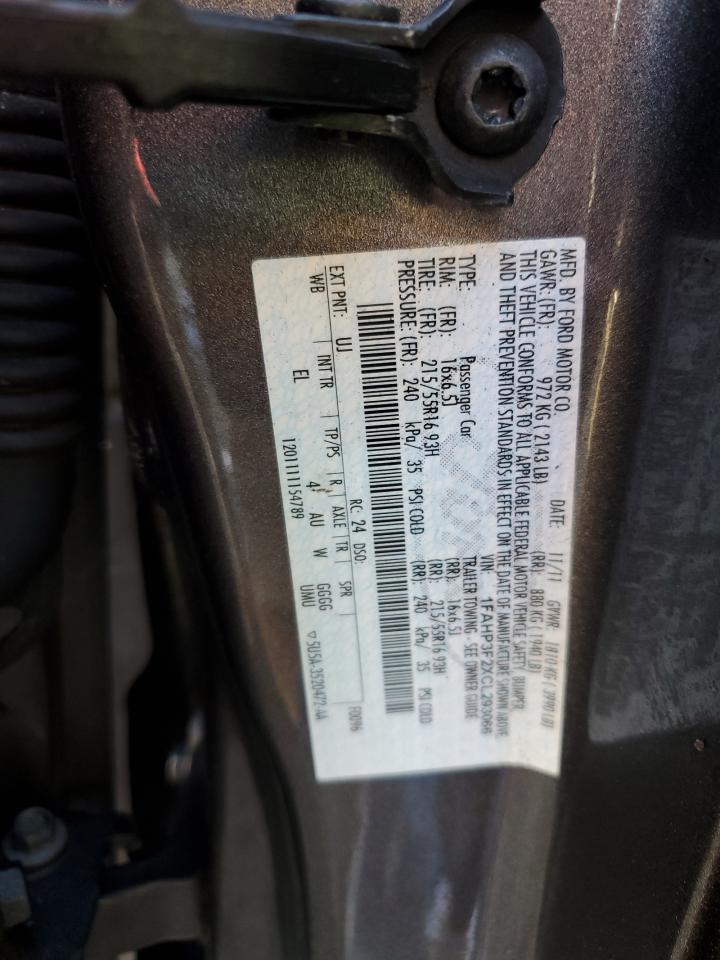 MFD. BY FORD MOTOR CO. DATE: 11/11 GVWR: 1810 KG (3990 LB)
GAWR: (FR): 972 KG (2143 LB) (RR): 880 KG (1940 LB)
THIS VEHICLE CONFORMS TO ALL APPLICABLE FEDERAL MOTOR VEHICLE SAFETY, BUMPER,
AND THEFT PREVENTION STANDARDS IN EFFECT ON THE DATE OF MANUFACTURE SHOWN ABOVE.
VIN: 1FAHP3F2XCL293066
TYPE: Passenger Car TRAILER TOWING - SEE OWNER GUIDE
RIM: (FR): 16x6.5J (RR): 16x6.5J
TIRE: (FR): 215/55R16 93H (RR): 215/55R16 93H
PRESSURE: (FR): 240 kPa/ 35 PSI COLD (RR): 240 kPa/ 35 PSI COLD
EXT PNT: UJ RC: 24 DSO: F0096
WB INT TR TP/PS R AXLE TR SPR
EL 4 AU W GGGG
1201111154789 UMU ▽5U5A-3520472-AA